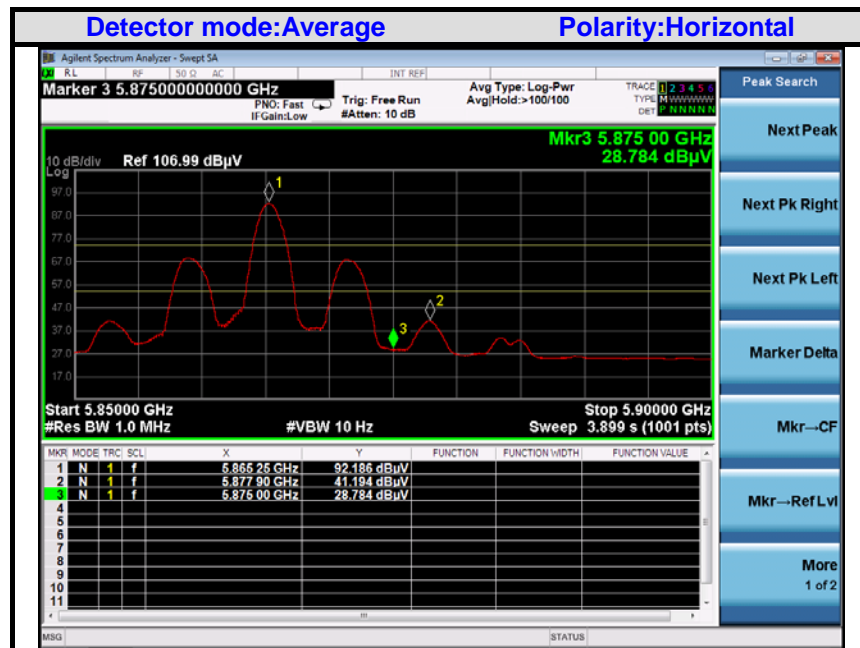 Detector mode:Average Polarity:Horizontal
Agilent Spectrum Analyzer - Swept SA
RL RF 50 Ω AC INT REF
Marker 3 5.875000000000 GHz
PNO: Fast
IFGain:Low
Trig: Free Run
#Atten: 10 dB
Avg Type: Log-Pwr
Avg|Hold:>100/100
TRACE 1 2 3 4 5 6
TYPE M WWWWW
DET P N N N N N
Peak Search
Mkr3 5.875 00 GHz
28.784 dBµV
10 dB/div Ref 106.99 dBµV
Log
97.0
87.0
77.0
67.0
57.0
47.0
37.0
27.0
17.0
1
2
3
Start 5.85000 GHz
Stop 5.90000 GHz
#Res BW 1.0 MHz #VBW 10 Hz Sweep 3.899 s (1001 pts)
MKR MODE TRC SCL X Y FUNCTION FUNCTION WIDTH FUNCTION VALUE
1 N 1 f 5.865 25 GHz 92.186 dBµV
2 N 1 f 5.877 90 GHz 41.194 dBµV
3 N 1 f 5.875 00 GHz 28.784 dBµV
4
5
6
7
8
9
10
11
Next Peak
Next Pk Right
Next Pk Left
Marker Delta
Mkr→CF
Mkr→Ref Lvl
More
1 of 2
MSG STATUS